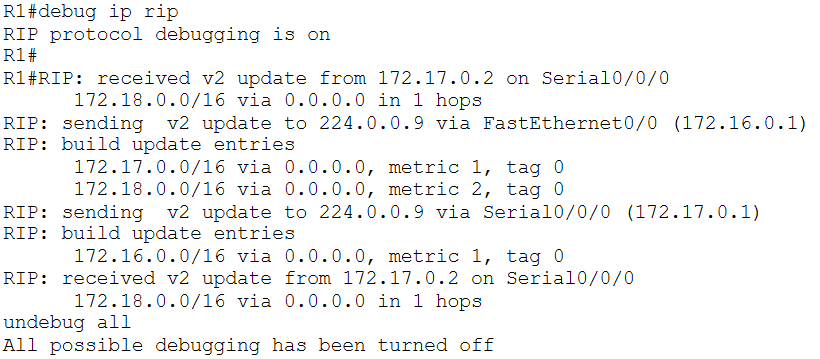 R1#debug ip rip
RIP protocol debugging is on
R1#
R1#RIP: received v2 update from 172.17.0.2 on Serial0/0/0
      172.18.0.0/16 via 0.0.0.0 in 1 hops
RIP: sending  v2 update to 224.0.0.9 via FastEthernet0/0 (172.16.0.1)
RIP: build update entries
      172.17.0.0/16 via 0.0.0.0, metric 1, tag 0
      172.18.0.0/16 via 0.0.0.0, metric 2, tag 0
RIP: sending  v2 update to 224.0.0.9 via Serial0/0/0 (172.17.0.1)
RIP: build update entries
      172.16.0.0/16 via 0.0.0.0, metric 1, tag 0
RIP: received v2 update from 172.17.0.2 on Serial0/0/0
      172.18.0.0/16 via 0.0.0.0 in 1 hops
undebug all
All possible debugging has been turned off